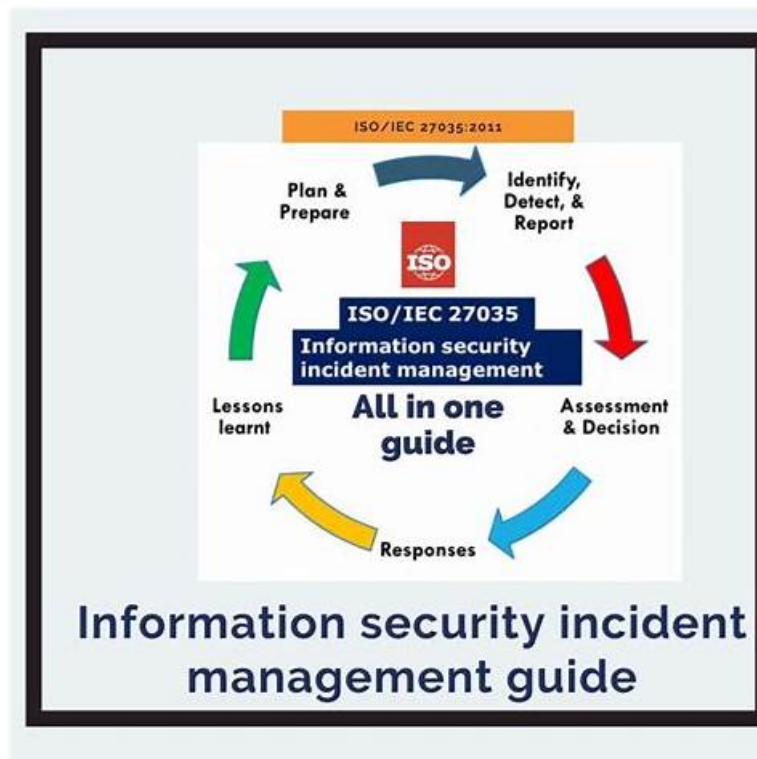 ISO/IEC 27035:2011
Plan &
Prepare
Identify,
Detect, &
Report
ISO
ISO/IEC 27035
Information security
incident management
All in one
guide
Lessons
learnt
Assessment
& Decision
Responses
Information security incident
management guide